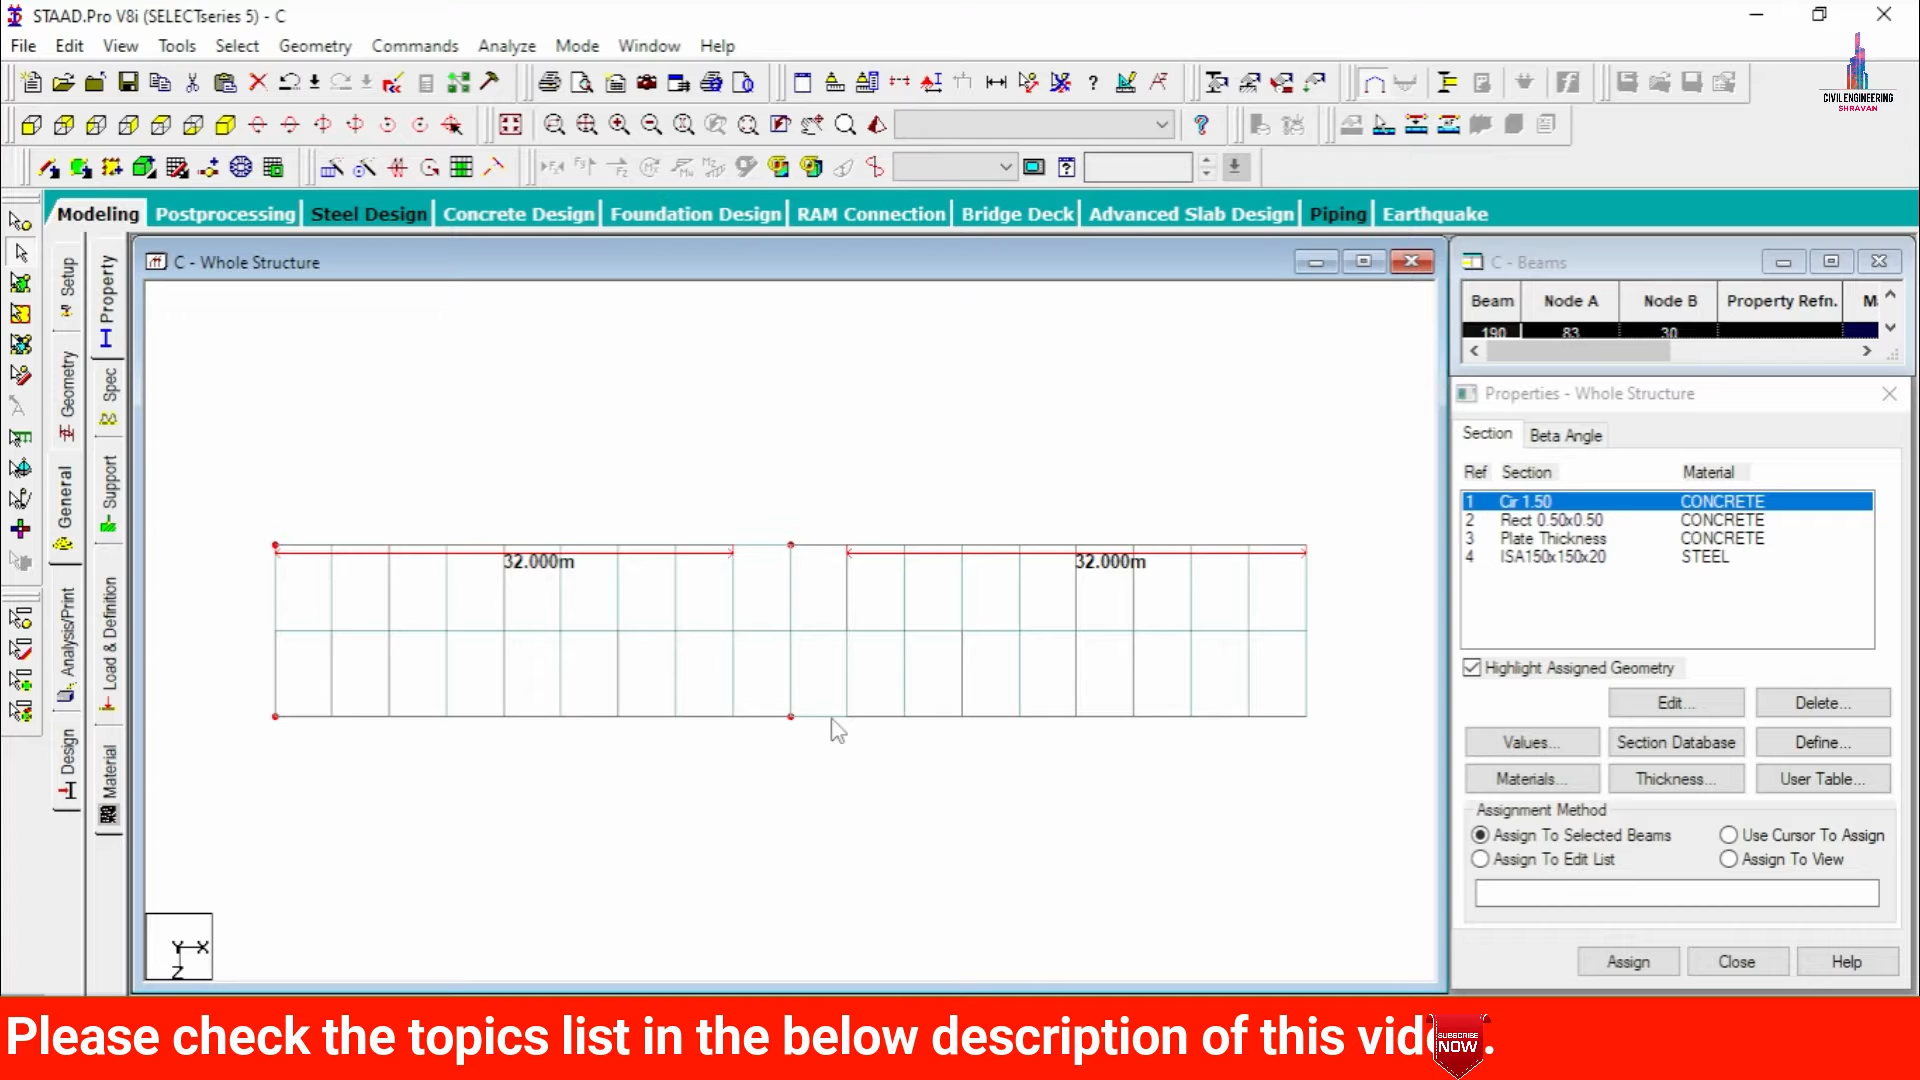 STAAD.Pro V8i (SELECTseries 5) - C
File Edit View Tools Select Geometry Commands Analyze Mode Window Help
CIVIL ENGINEERING
SHRAVAN
Modeling Postprocessing Steel Design Concrete Design Foundation Design RAM Connection Bridge Deck Advanced Slab Design Piping Earthquake
Setup
Geometry
General
Analysis/Print
Design
Property
Spec
Support
Load & Definition
Material
C - Whole Structure
32.000m 32.000m
Y X
Z
C - Beams
Beam Node A Node B Property Refn.
190 83 30
Properties - Whole Structure
Section Beta Angle
Ref Section Material
1 Cir 1.50 CONCRETE
2 Rect 0.50x0.50 CONCRETE
3 Plate Thickness CONCRETE
4 ISA150x150x20 STEEL
Highlight Assigned Geometry
Edit... Delete...
Values... Section Database Define...
Materials... Thickness... User Table...
Assignment Method
Assign To Selected Beams Use Cursor To Assign
Assign To Edit List Assign To View
Assign Close Help
Please check the topics list in the below description of this
SUBSCRIBE
NOW